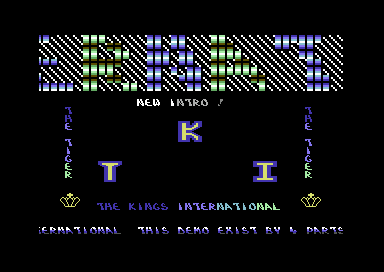 NEW INTRO !
THE TIGER
THE TIGER
K
T I
THE KINGS INTERNATIONAL
ERNATIONAL THIS DEMO EXIST BY 4 PARTS